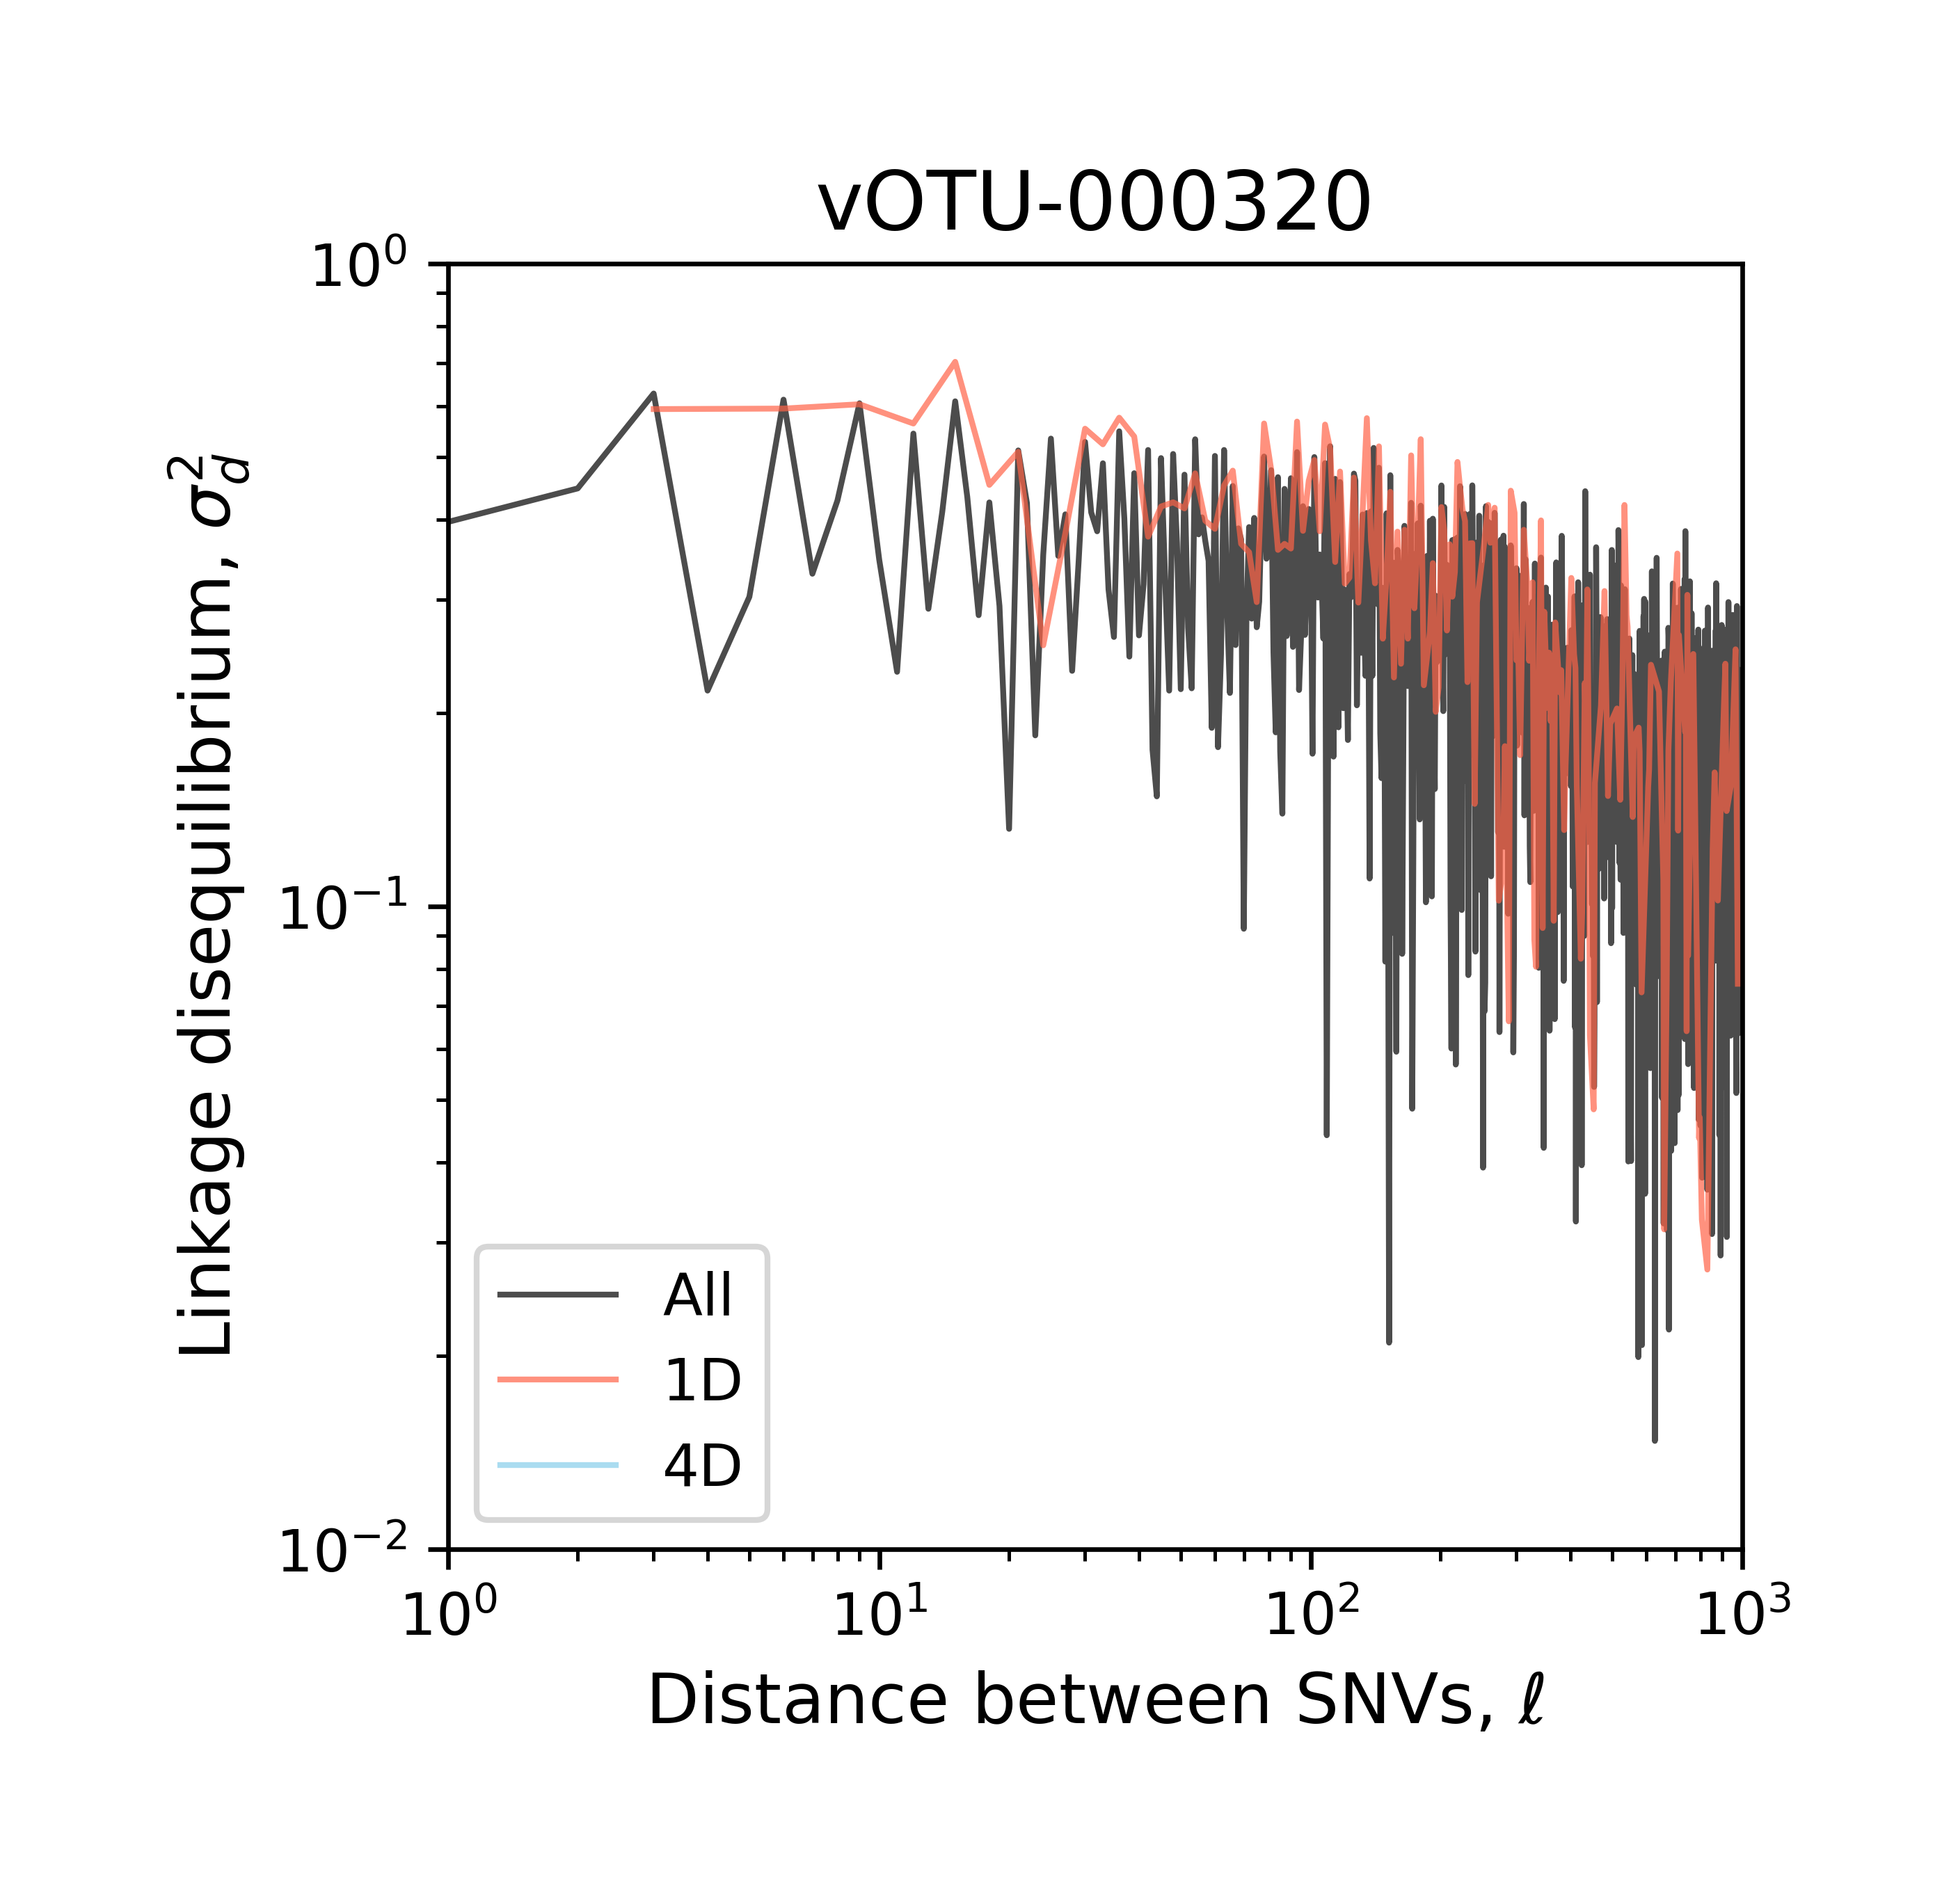 vOTU-000320
10⁰
10⁻¹
10⁻²
Linkage disequilibrium, σ²_d
All
1D
4D
10⁰ 10¹ 10² 10³
Distance between SNVs, ℓ